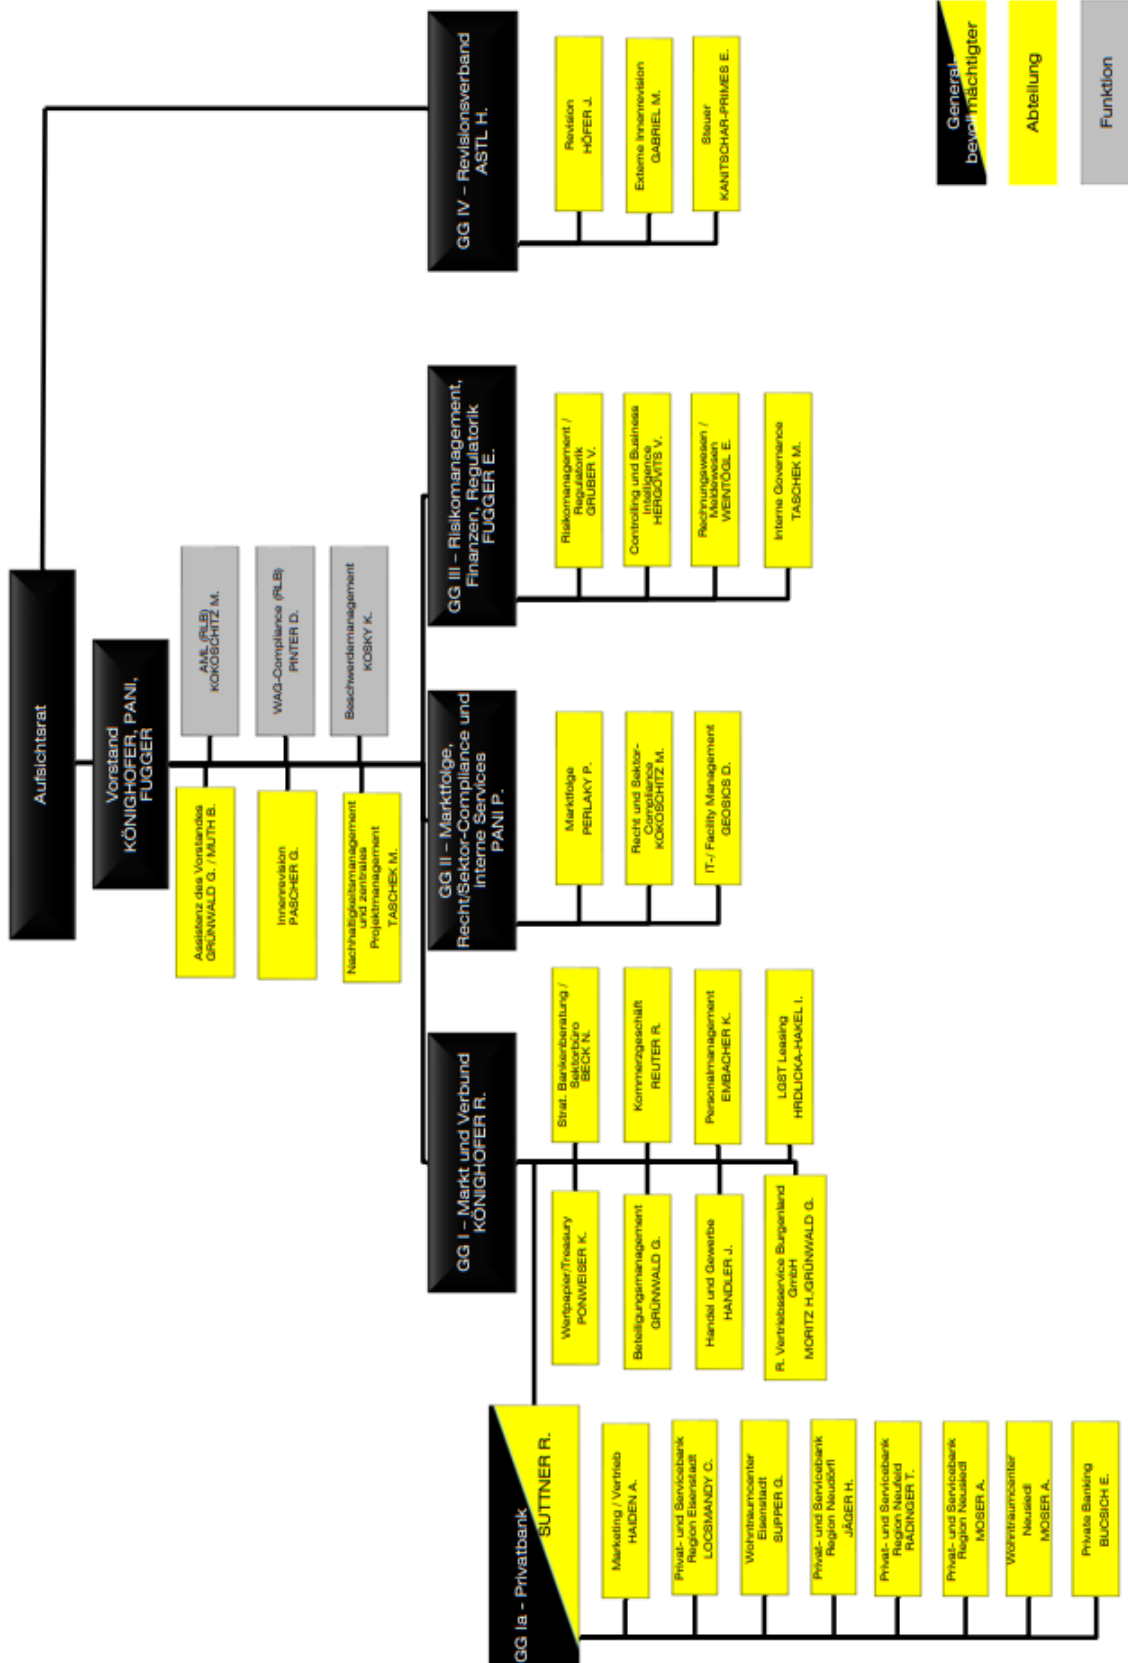 Aufsichtsrat
Vorstand
KÖNIGHOFER, PANI,
FUGGER
Assistenz des Vorstandes
GRÜNWALD G. / MUTH B.
AML (RLB)
KOKOSCHITZ M.
Innenrevision
PASCHER G.
WAG-Compliance (RLB)
PINTER D.
Nachhaltigkeitsmanagement
und zentrales
Projektmanagement
TASCHEK M.
Beschwerdemanagement
KOSKY K.
GG I – Markt und Verbund
KÖNIGHOFER R.
GG II – Marktfolge,
Recht/Sektor-Compliance und
Interne Services
PANI P.
GG III – Risikomanagement,
Finanzen, Regulatorik
FUGGER E.
GG IV – Revisionsverband
ASTL H.
GG Ia - Privatbank
SUTTNER R.
Marketing / Vertrieb
HAIDEN A.
Privat- und Servicebank
Region Eisenstadt
LOCSMANDY C.
Wohntraumcenter
Eisenstadt
SUPPER G.
Privat- und Servicebank
Region Neudörfl
JÄGER H.
Privat- und Servicebank
Region Neufeld
RADINGER T.
Privat- und Servicebank
Region Neusiedl
MOSER A.
Wohntraumcenter
Neusiedl
MOSER A.
Private Banking
BUCSICH E.
Wertpapier/Treasury
PONWEISER K.
Strat. Bankenberatung /
Sektorbüro
BECK N.
Beteiligungsmanagement
GRÜNWALD G.
Kommerzgeschäft
REUTER R.
Handel und Gewerbe
HANDLER J.
Personalmanagement
EMBACHER K.
R. Vertriebsservice Burgenland
GmbH
MORITZ H.,GRÜNWALD G.
LGST Leasing
HRDLICKA-HAKEL I.
Marktfolge
PERLAKY P.
Recht und Sektor-
Compliance
KOKOSCHITZ M.
IT-/ Facility Management
GEOSICS D.
Risikomanagement /
Regulatorik
GRUBER V.
Controlling und Business
Intelligence
HERGOVITS V.
Rechnungswesen /
Meldewesen
WEINTÖGL E.
Interne Governance
TASCHEK M.
Revision
HÖFER J.
Externe Innenrevision
GABRIEL M.
Steuer
KANITSCHAR-PRIMES E.
General-
bevollmächtigter
Abteilung
Funktion